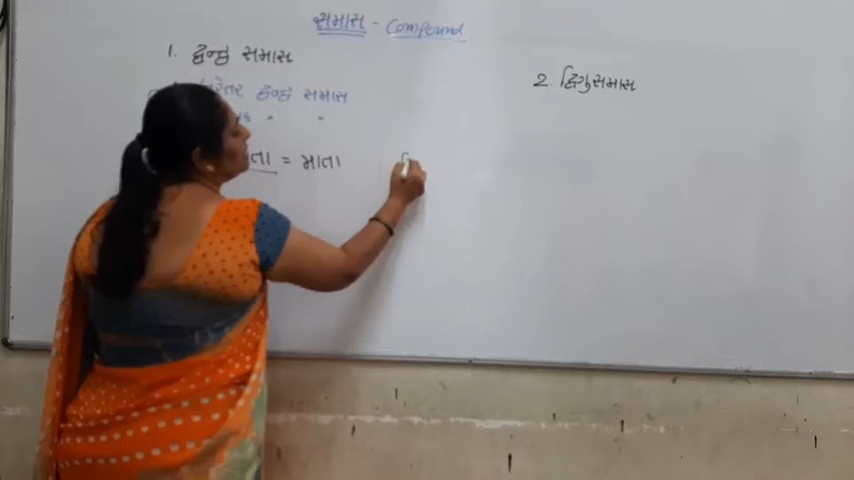 સમાસ - Compound
1. દ્વન્દ્વ સમાસ
દ્વન્દ્વ સમાસ
" "
= માતા
2. દ્વિગુસમાસ